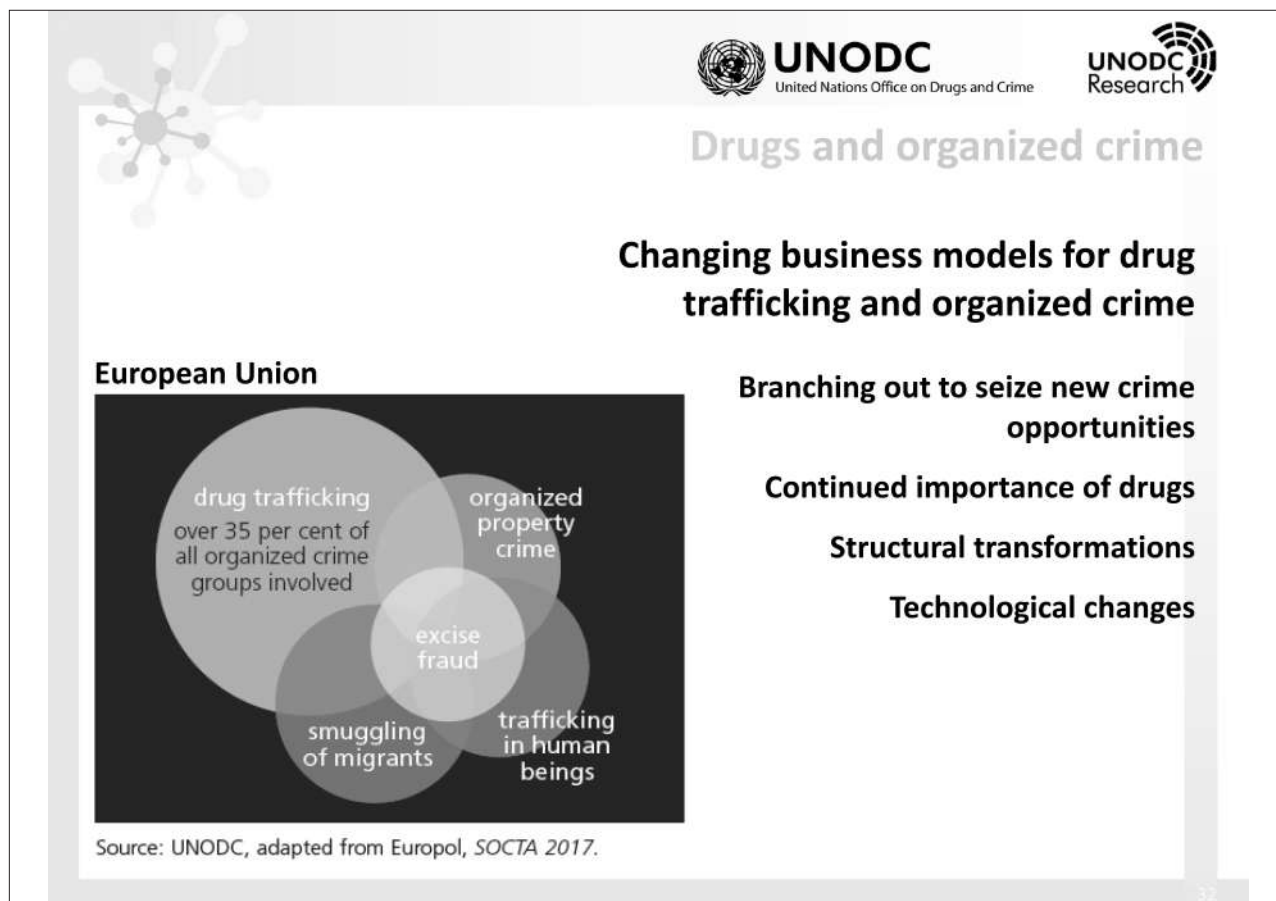 UNODC
United Nations Office on Drugs and Crime
UNODC
Research
Drugs and organized crime
Changing business models for drug
trafficking and organized crime
European Union
drug trafficking
over 35 per cent of
all organized crime
groups involved
organized
property
crime
excise
fraud
smuggling
of migrants
trafficking
in human
beings
Source: UNODC, adapted from Europol, SOCTA 2017.
Branching out to seize new crime
opportunities
Continued importance of drugs
Structural transformations
Technological changes
32